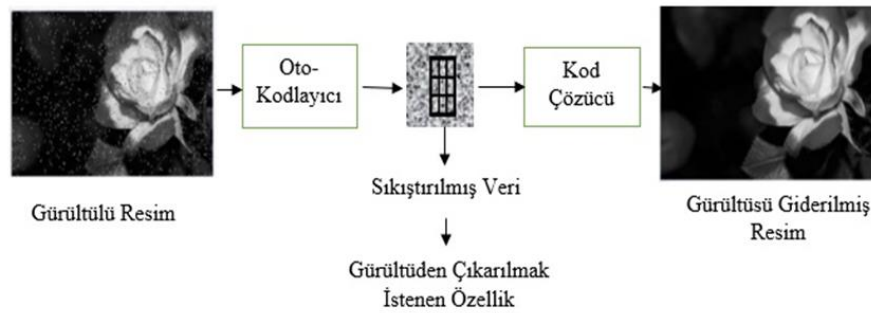 Oto-
Kodlayıcı
Kod
Çözücü
Gürültülü Resim
Sıkıştırılmış Veri
Gürültüsü Giderilmiş
Resim
Gürültüden Çıkarılmak
İstenen Özellik